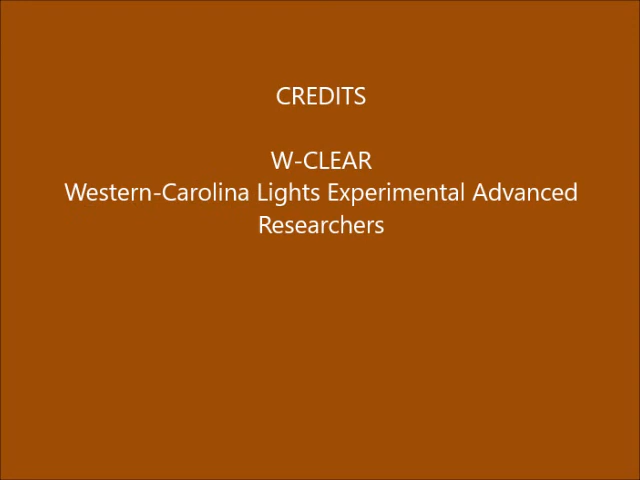 CREDITS
W-CLEAR
Western-Carolina Lights Experimental Advanced
Researchers